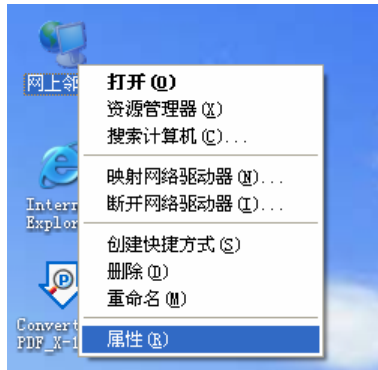 网上邻
打开(O)
资源管理器(X)
搜索计算机(C)...
映射网络驱动器(N)...
断开网络驱动器(I)...
Intern
Explor
创建快捷方式(S)
删除(D)
重命名(M)
Convert
PDF_X-1
属性(R)